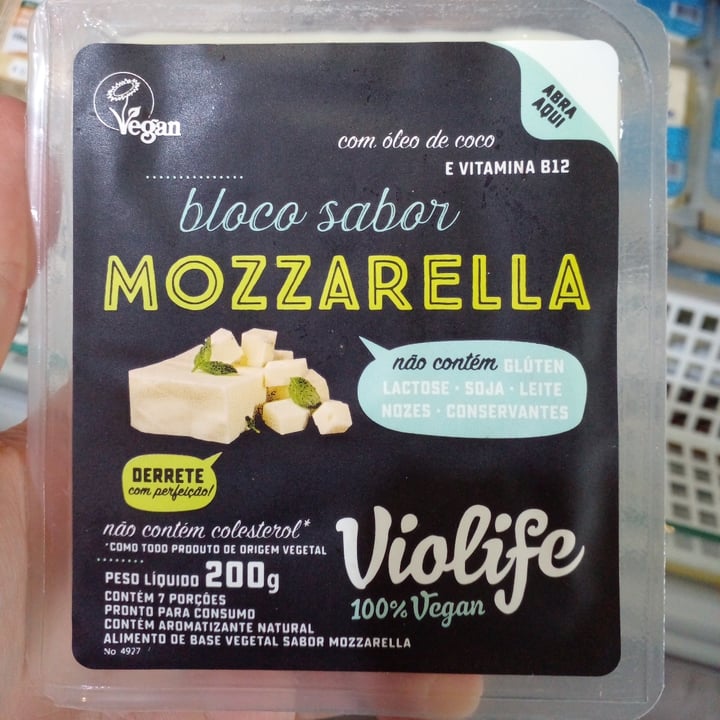 Vegan
ABRA
AQUI
com óleo de coco
E VITAMINA B12
bloco sabor
MOZZARELLA
não contém GLÚTEN
LACTOSE · SOJA · LEITE
NOZES · CONSERVANTES
DERRETE
com perfeição!
não contém colesterol*
*COMO TODO PRODUTO DE ORIGEM VEGETAL
Violife
100% Vegan
PESO LÍQUIDO 200g
CONTÉM 7 PORÇÕES
PRONTO PARA CONSUMO
CONTÉM AROMATIZANTE NATURAL
ALIMENTO DE BASE VEGETAL SABOR MOZZARELLA
No 4927